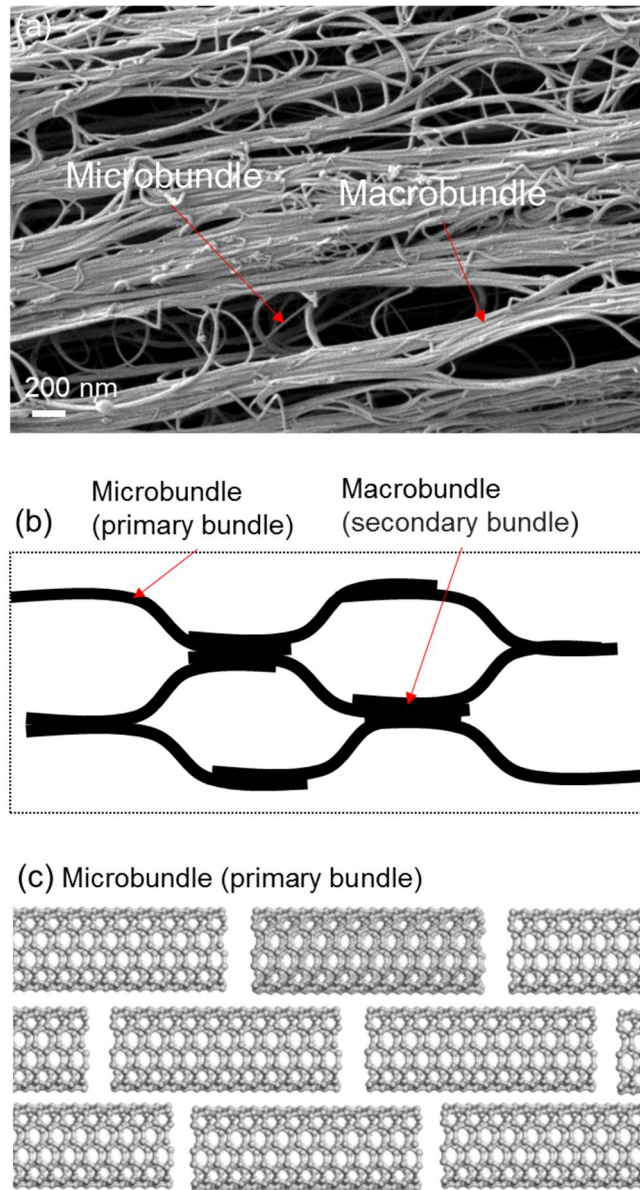 (a)
Microbundle
Macrobundle
200 nm
Microbundle
(primary bundle)
Macrobundle
(secondary bundle)
(b)
(c) Microbundle (primary bundle)